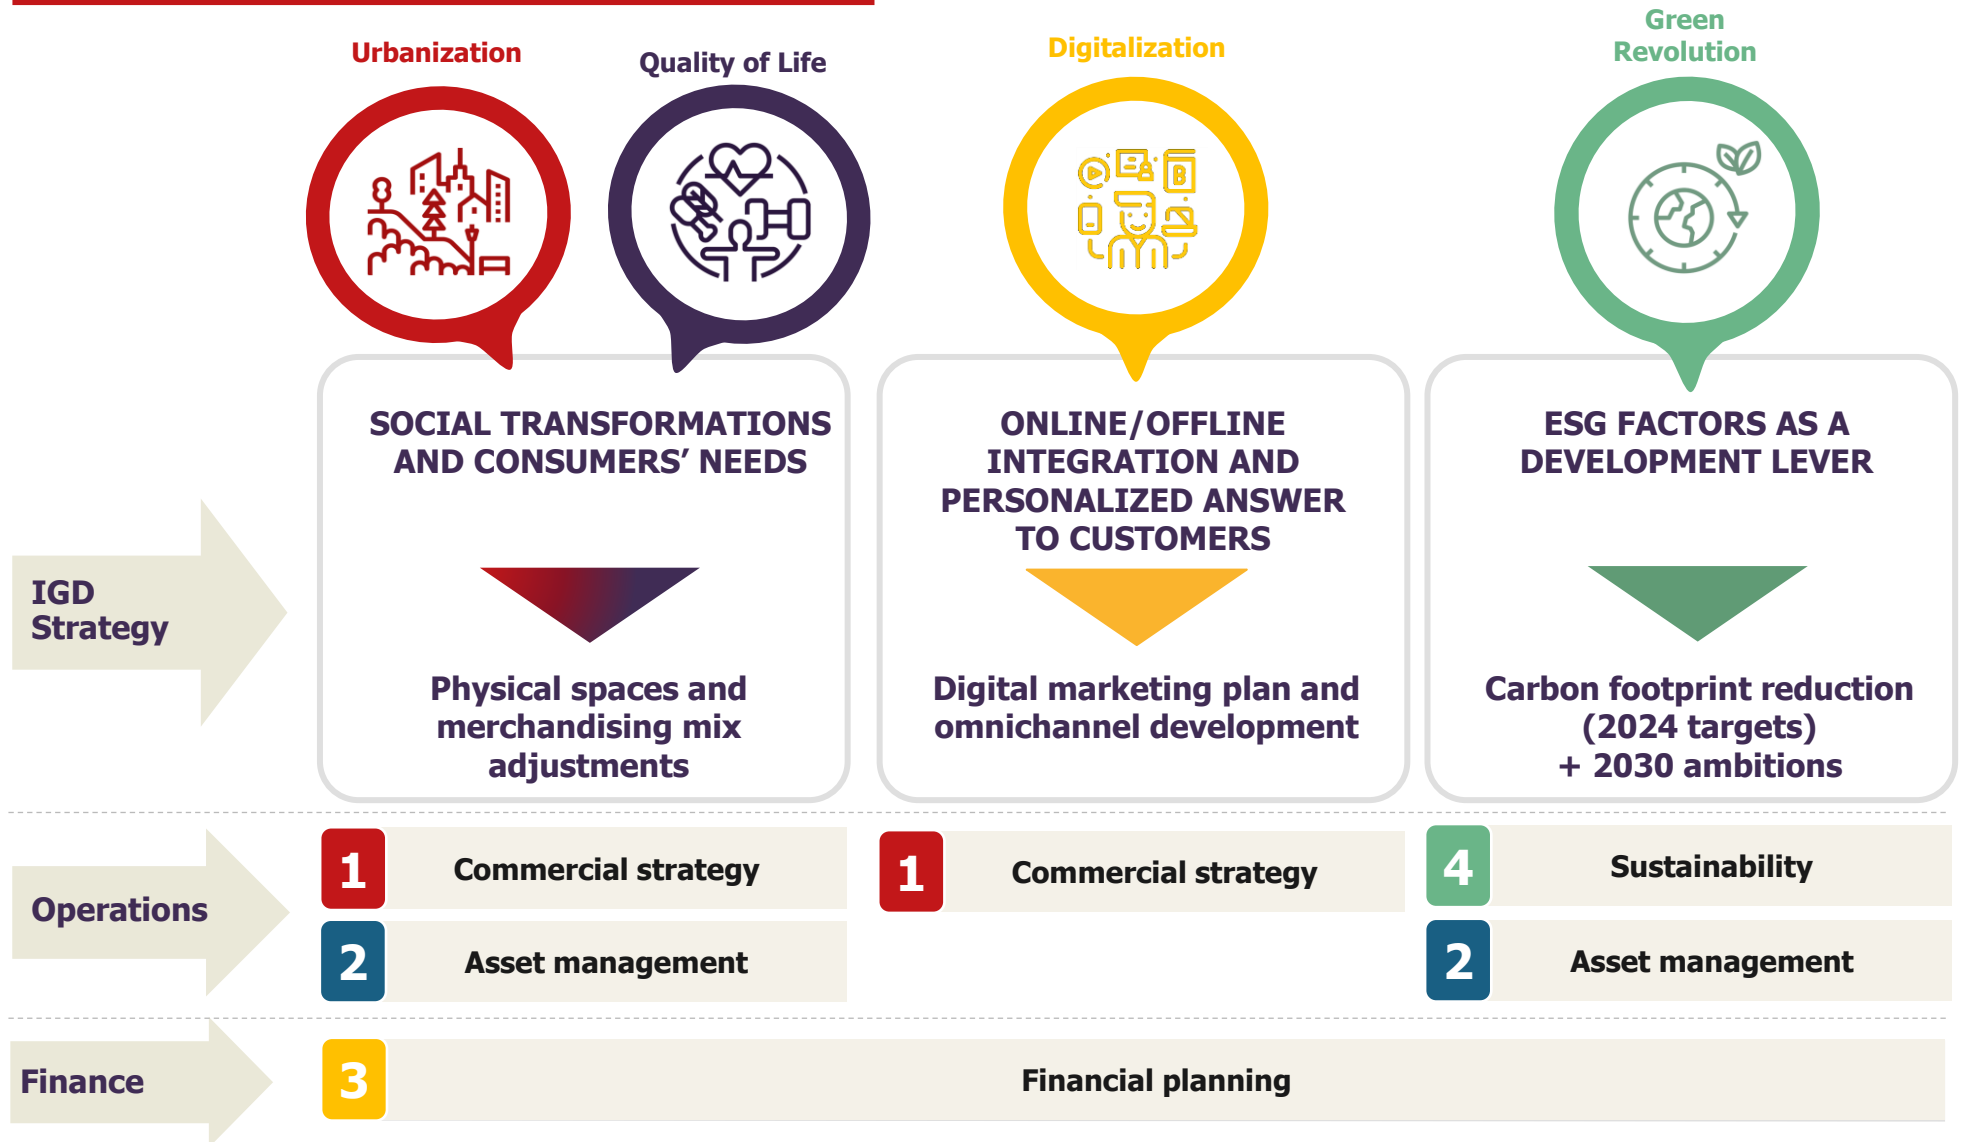 Urbanization
Quality of Life
Digitalization
Green
Revolution
B
SOCIAL TRANSFORMATIONS
AND CONSUMERS’ NEEDS
ONLINE/OFFLINE
INTEGRATION AND
PERSONALIZED ANSWER
TO CUSTOMERS
ESG FACTORS AS A
DEVELOPMENT LEVER
IGD
Strategy
Physical spaces and
merchandising mix
adjustments
Digital marketing plan and
omnichannel development
Carbon footprint reduction
(2024 targets)
+ 2030 ambitions
Operations
1 Commercial strategy
2 Asset management
1 Commercial strategy
4 Sustainability
2 Asset management
Finance
3 Financial planning